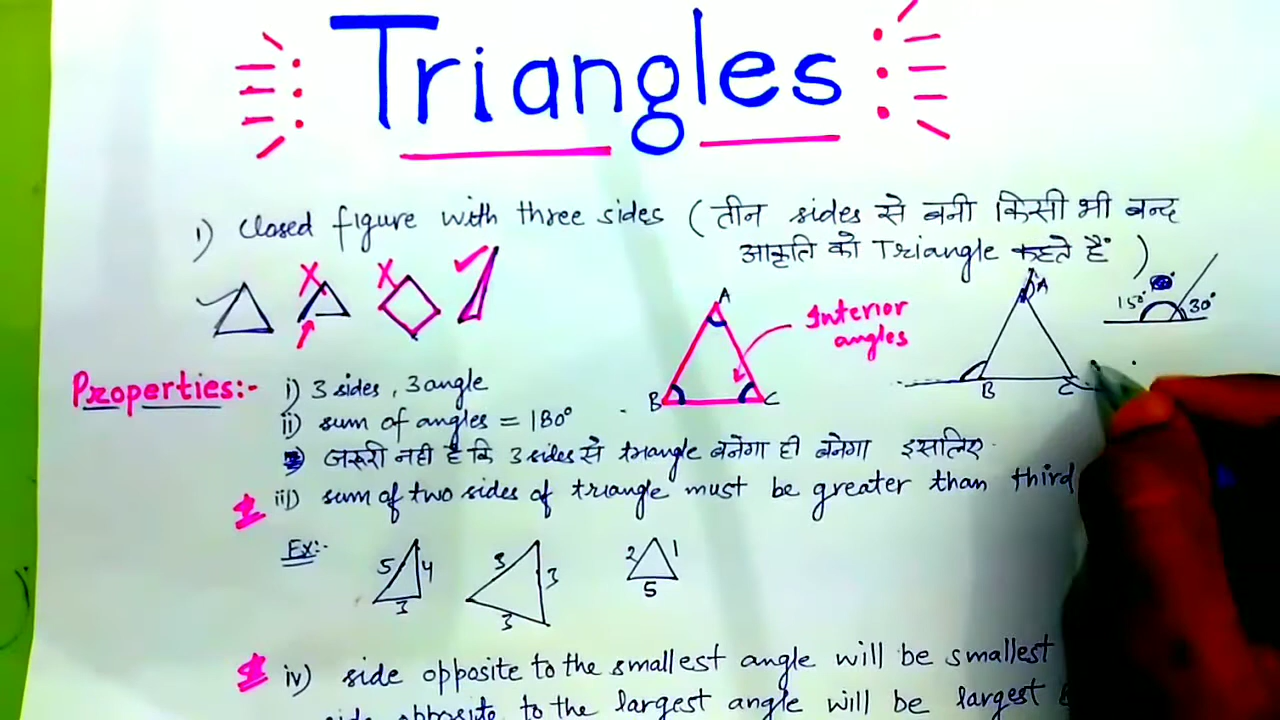 Triangles
i) Closed figure with three sides ( तीन sides से बनी किसी भी बन्द
आकृति को Triangle कहते हैं )
A
B
C
Interior
angles
A
B
C
150°
30°
Properties:-
i) 3 sides, 3 angle
ii) sum of angles = 180°
जरूरी नही है कि 3 sides से triangle बनेगा ही बनेगा इसलिए
iii) sum of two sides of triangle must be greater than third
Ex:-
5 4 3
3 3 3
2 1 5
iv) side opposite to the smallest angle will be smallest
side opposite to the largest angle will be largest